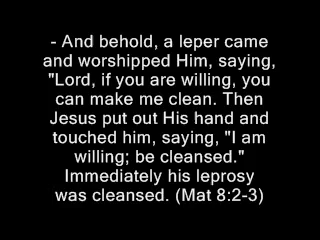 - And behold, a leper came
and worshipped Him, saying,
"Lord, if you are willing, you
can make me clean. Then
Jesus put out His hand and
touched him, saying, "I am
willing; be cleansed."
Immediately his leprosy
was cleansed. (Mat 8:2-3)